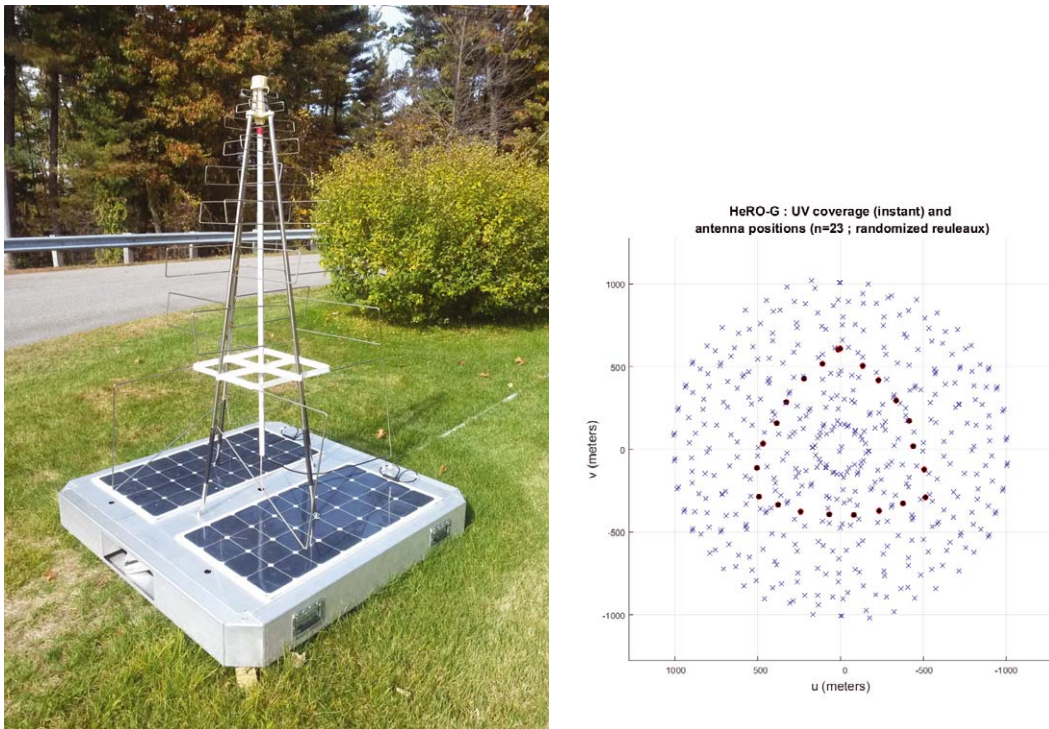 HeRO-G : UV coverage (instant) and
antenna positions (n=23 ; randomized reuleaux)
1000
500
0
-500
-1000
v (meters)
1000 500 0 -500 -1000
u (meters)